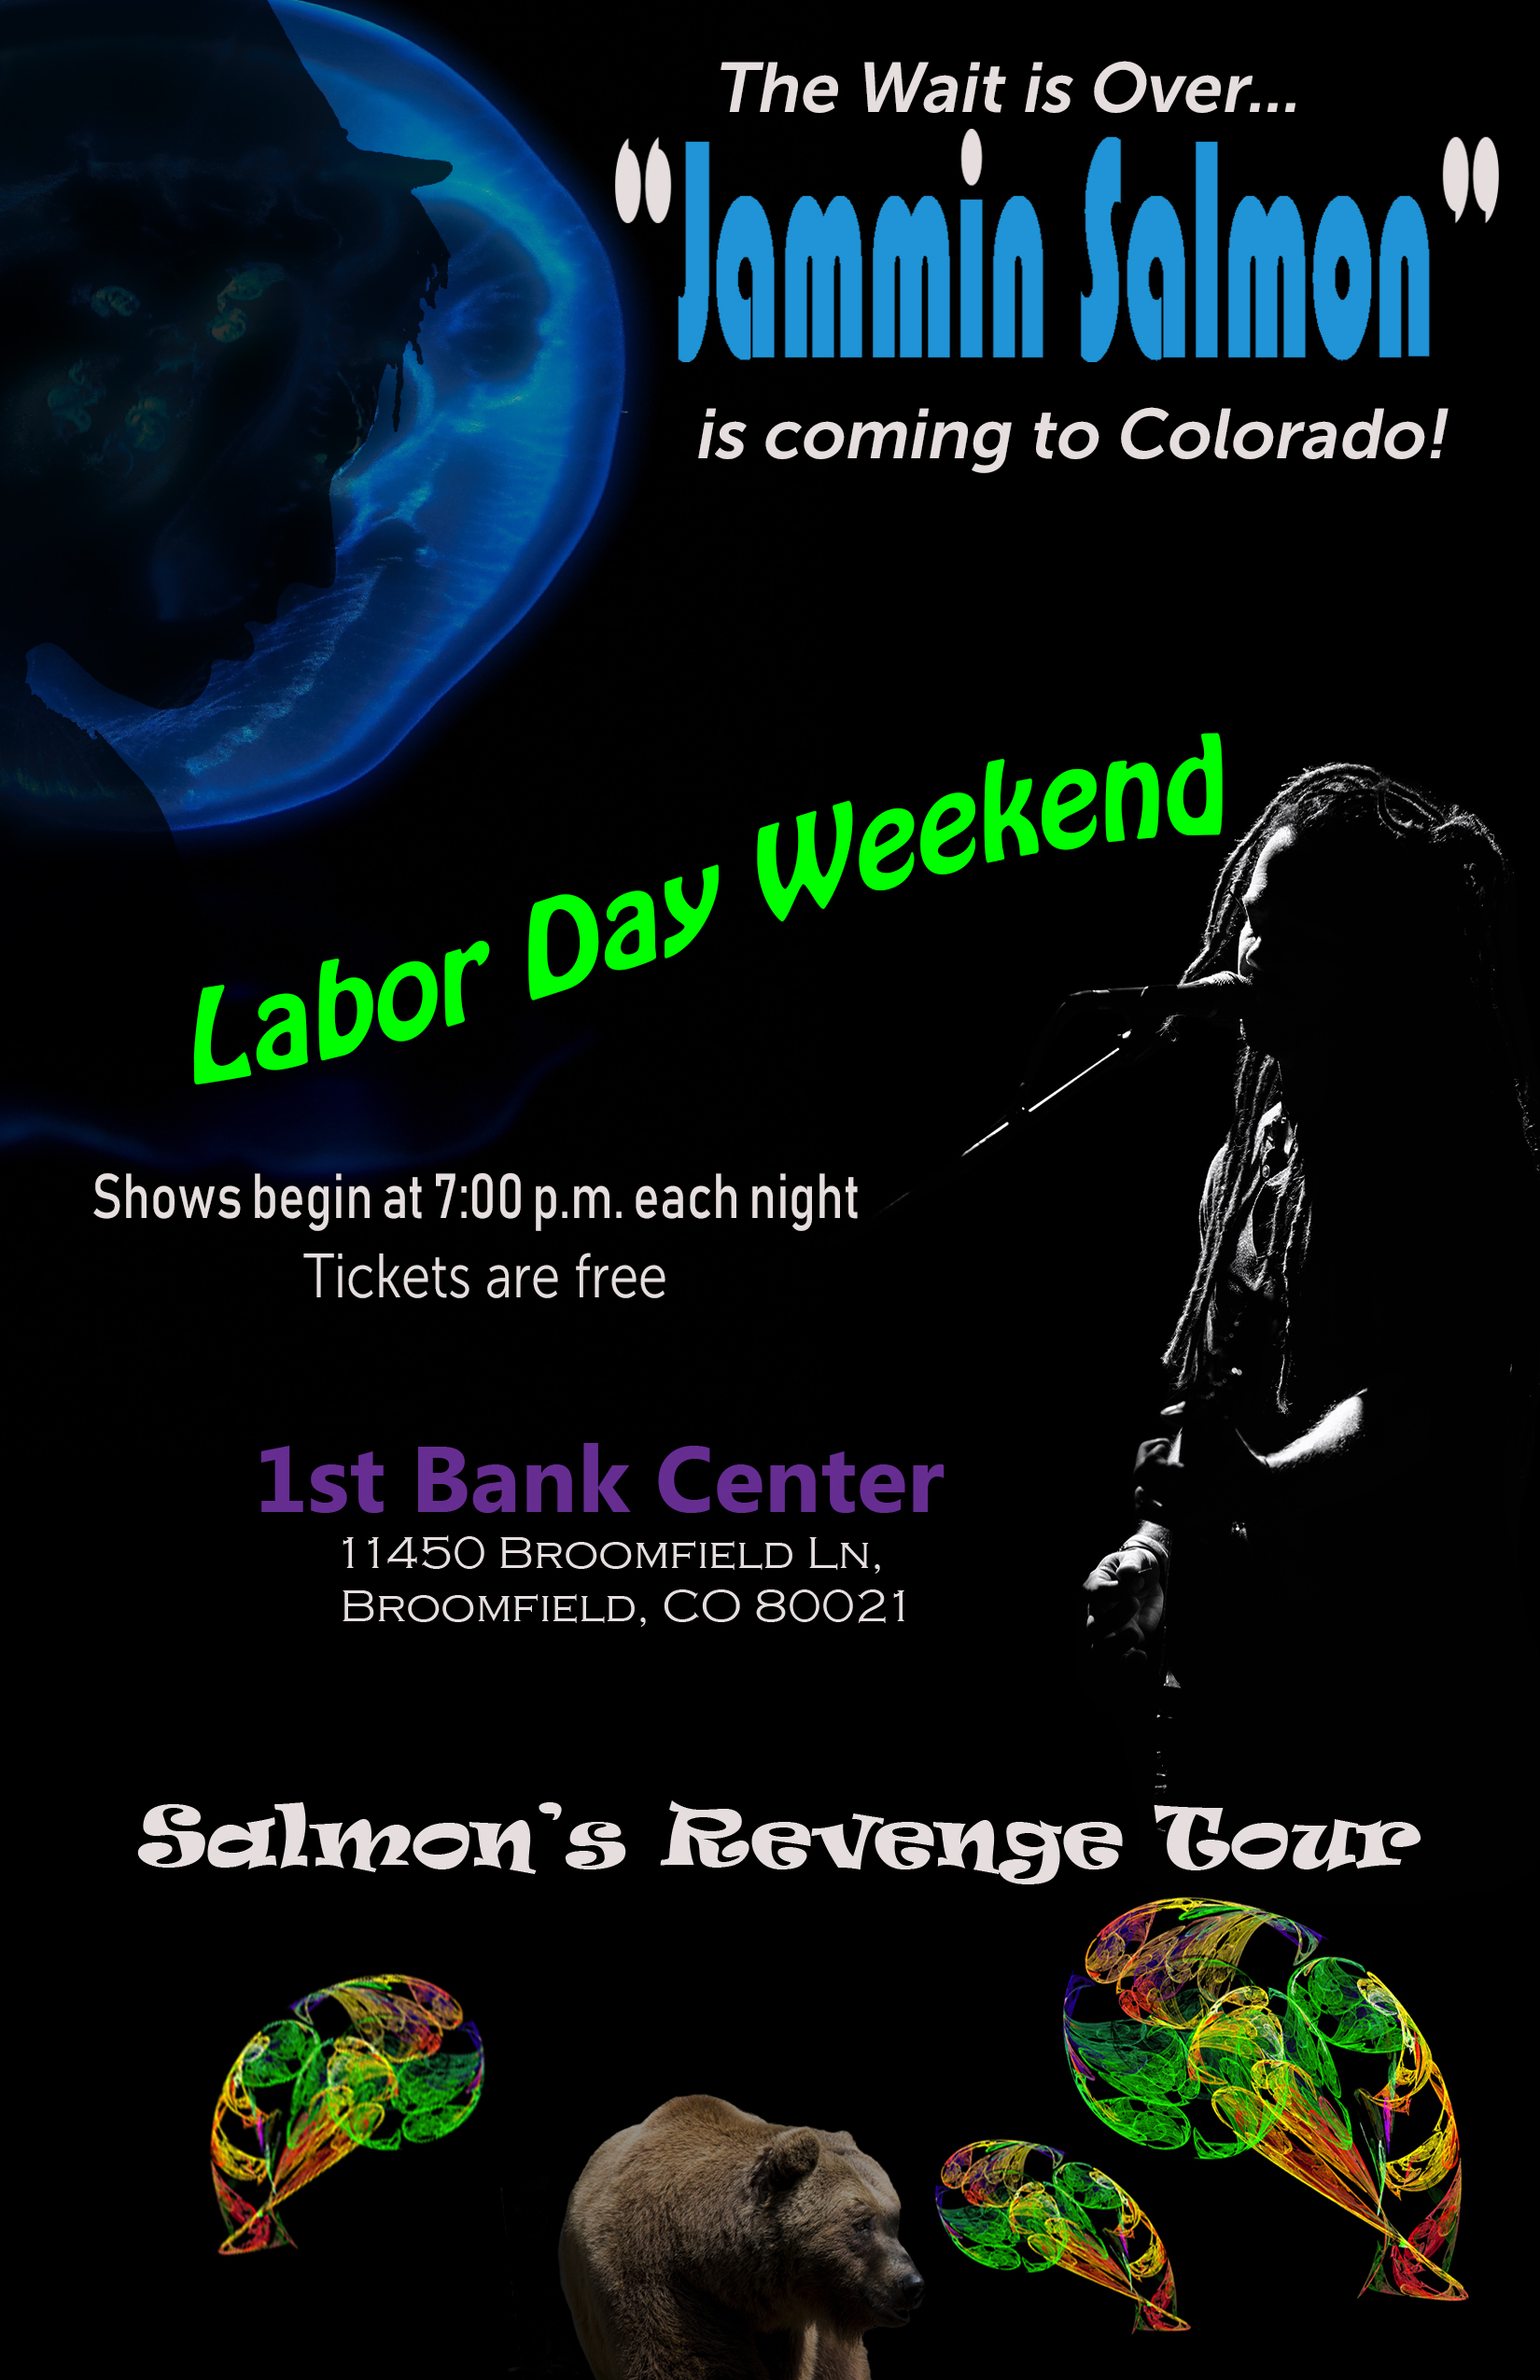 The Wait is Over...
"Jammin Salmon"
is coming to Colorado!
Labor Day Weekend
Shows begin at 7:00 p.m. each night
Tickets are free
1st Bank Center
11450 Broomfield Ln,
Broomfield, CO 80021
Salmon's Revenge Tour